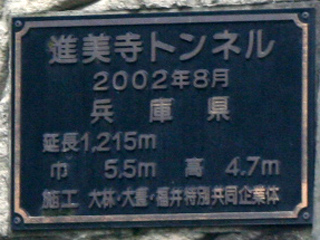 進美寺トンネル
2002年8月
兵庫県
延長1,215m
巾 5.5m 高 4.7m
施工 大林・大豊・福井特別共同企業体